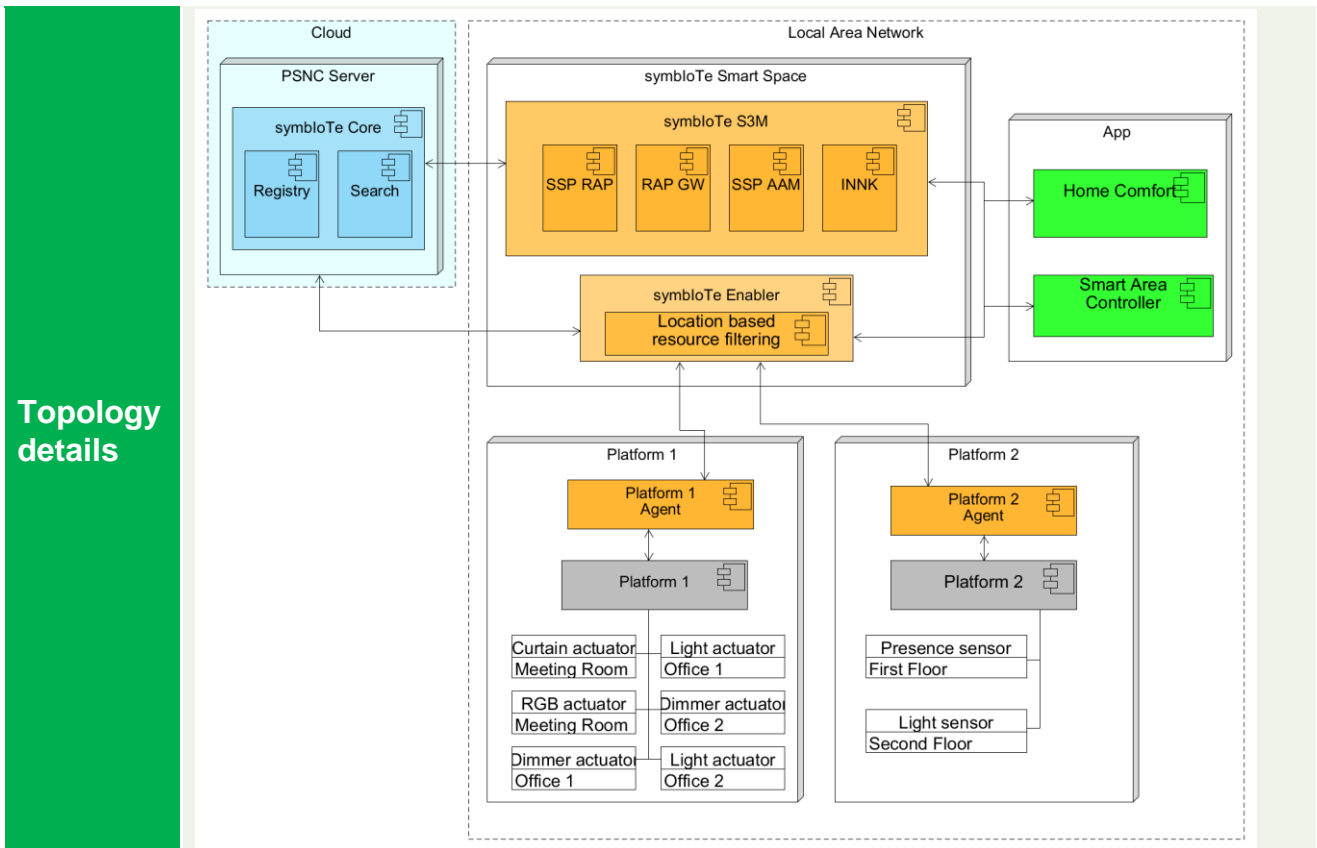 Topology
details
Cloud
PSNC Server
symbIoTe Core
Registry
Search
Local Area Network
symbIoTe Smart Space
symbIoTe S3M
SSP RAP
RAP GW
SSP AAM
INNK
symbIoTe Enabler
Location based
resource filtering
App
Home Comfort
Smart Area
Controller
Platform 1
Platform 1
Agent
Platform 1
Curtain actuator
Meeting Room
Light actuator
Office 1
RGB actuator
Meeting Room
Dimmer actuator
Office 2
Dimmer actuator
Office 1
Light actuator
Office 2
Platform 2
Platform 2
Agent
Platform 2
Presence sensor
First Floor
Light sensor
Second Floor